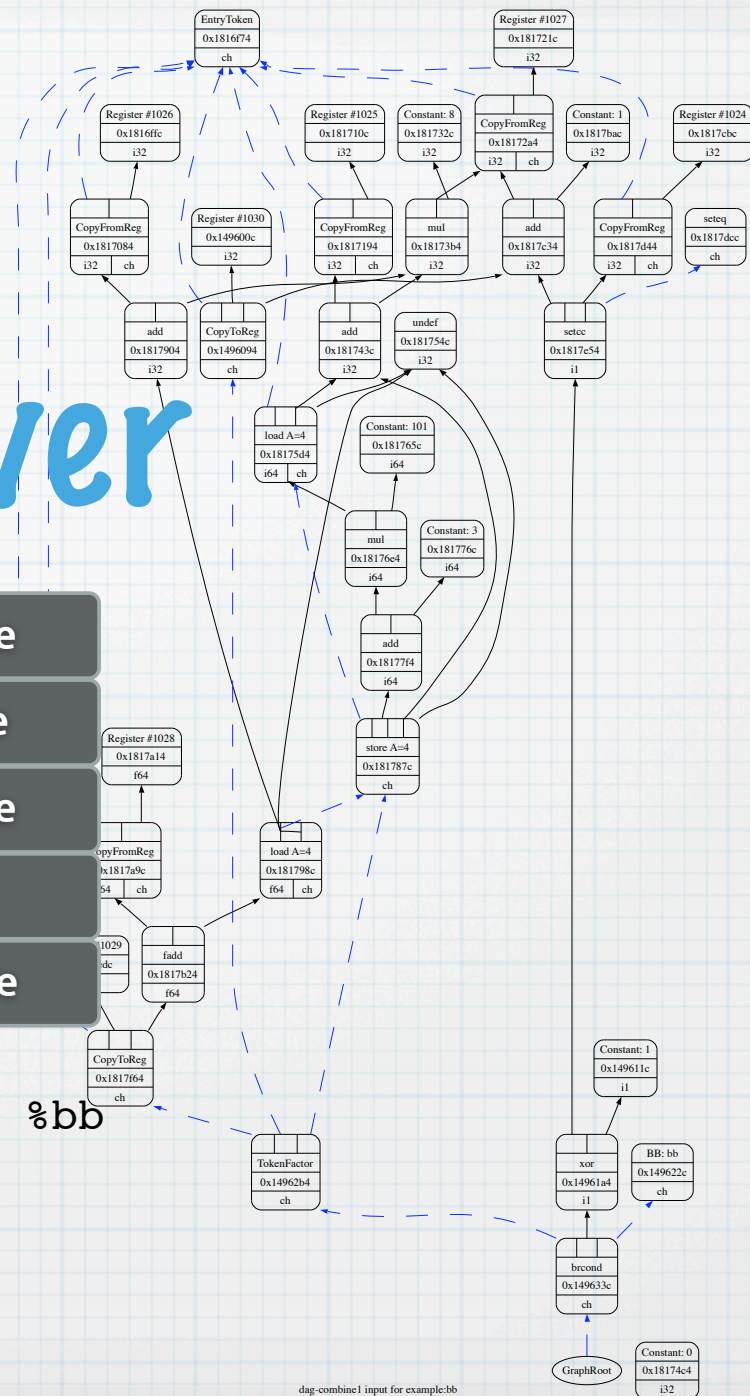 EntryToken
0x1816f74
ch
Register #1027
0x181721c
i32
Register #1026
0x1816ffc
i32
Register #1025
0x181710c
i32
Constant: 8
0x181732c
i32
CopyFromReg
0x18172a4
i32 ch
Constant: 1
0x1817bac
i32
Register #1024
0x1817cbc
i32
CopyFromReg
0x1817084
i32 ch
Register #1030
0x149600c
i32
CopyFromReg
0x1817194
i32 ch
mul
0x18173b4
i32
add
0x1817c34
i32
CopyFromReg
0x1817d44
i32 ch
seteq
0x1817dcc
ch
add
0x1817904
i32
CopyToReg
0x1496094
ch
add
0x181743c
i32
undef
0x181754c
i32
setcc
0x1817e54
i1
ver
load A=4
0x18175d4
i64 ch
Constant: 101
0x181765c
i64
mul
0x18176e4
i64
Constant: 3
0x181776c
i64
add
0x18177f4
i64
e
e
e
e
Register #1028
0x1817a14
f64
store A=4
0x181787c
ch
opyFromReg
x1817a9c
64 ch
load A=4
0x181798c
f64 ch
1029
edc
fadd
0x1817b24
f64
CopyToReg
0x1817f64
ch
%bb
Constant: 1
0x149611c
i1
TokenFactor
0x14962b4
ch
xor
0x14961a4
i1
BB: bb
0x149622c
ch
brcond
0x149633c
ch
GraphRoot
Constant: 0
0x18174c4
i32
dag-combine1 input for example:bb